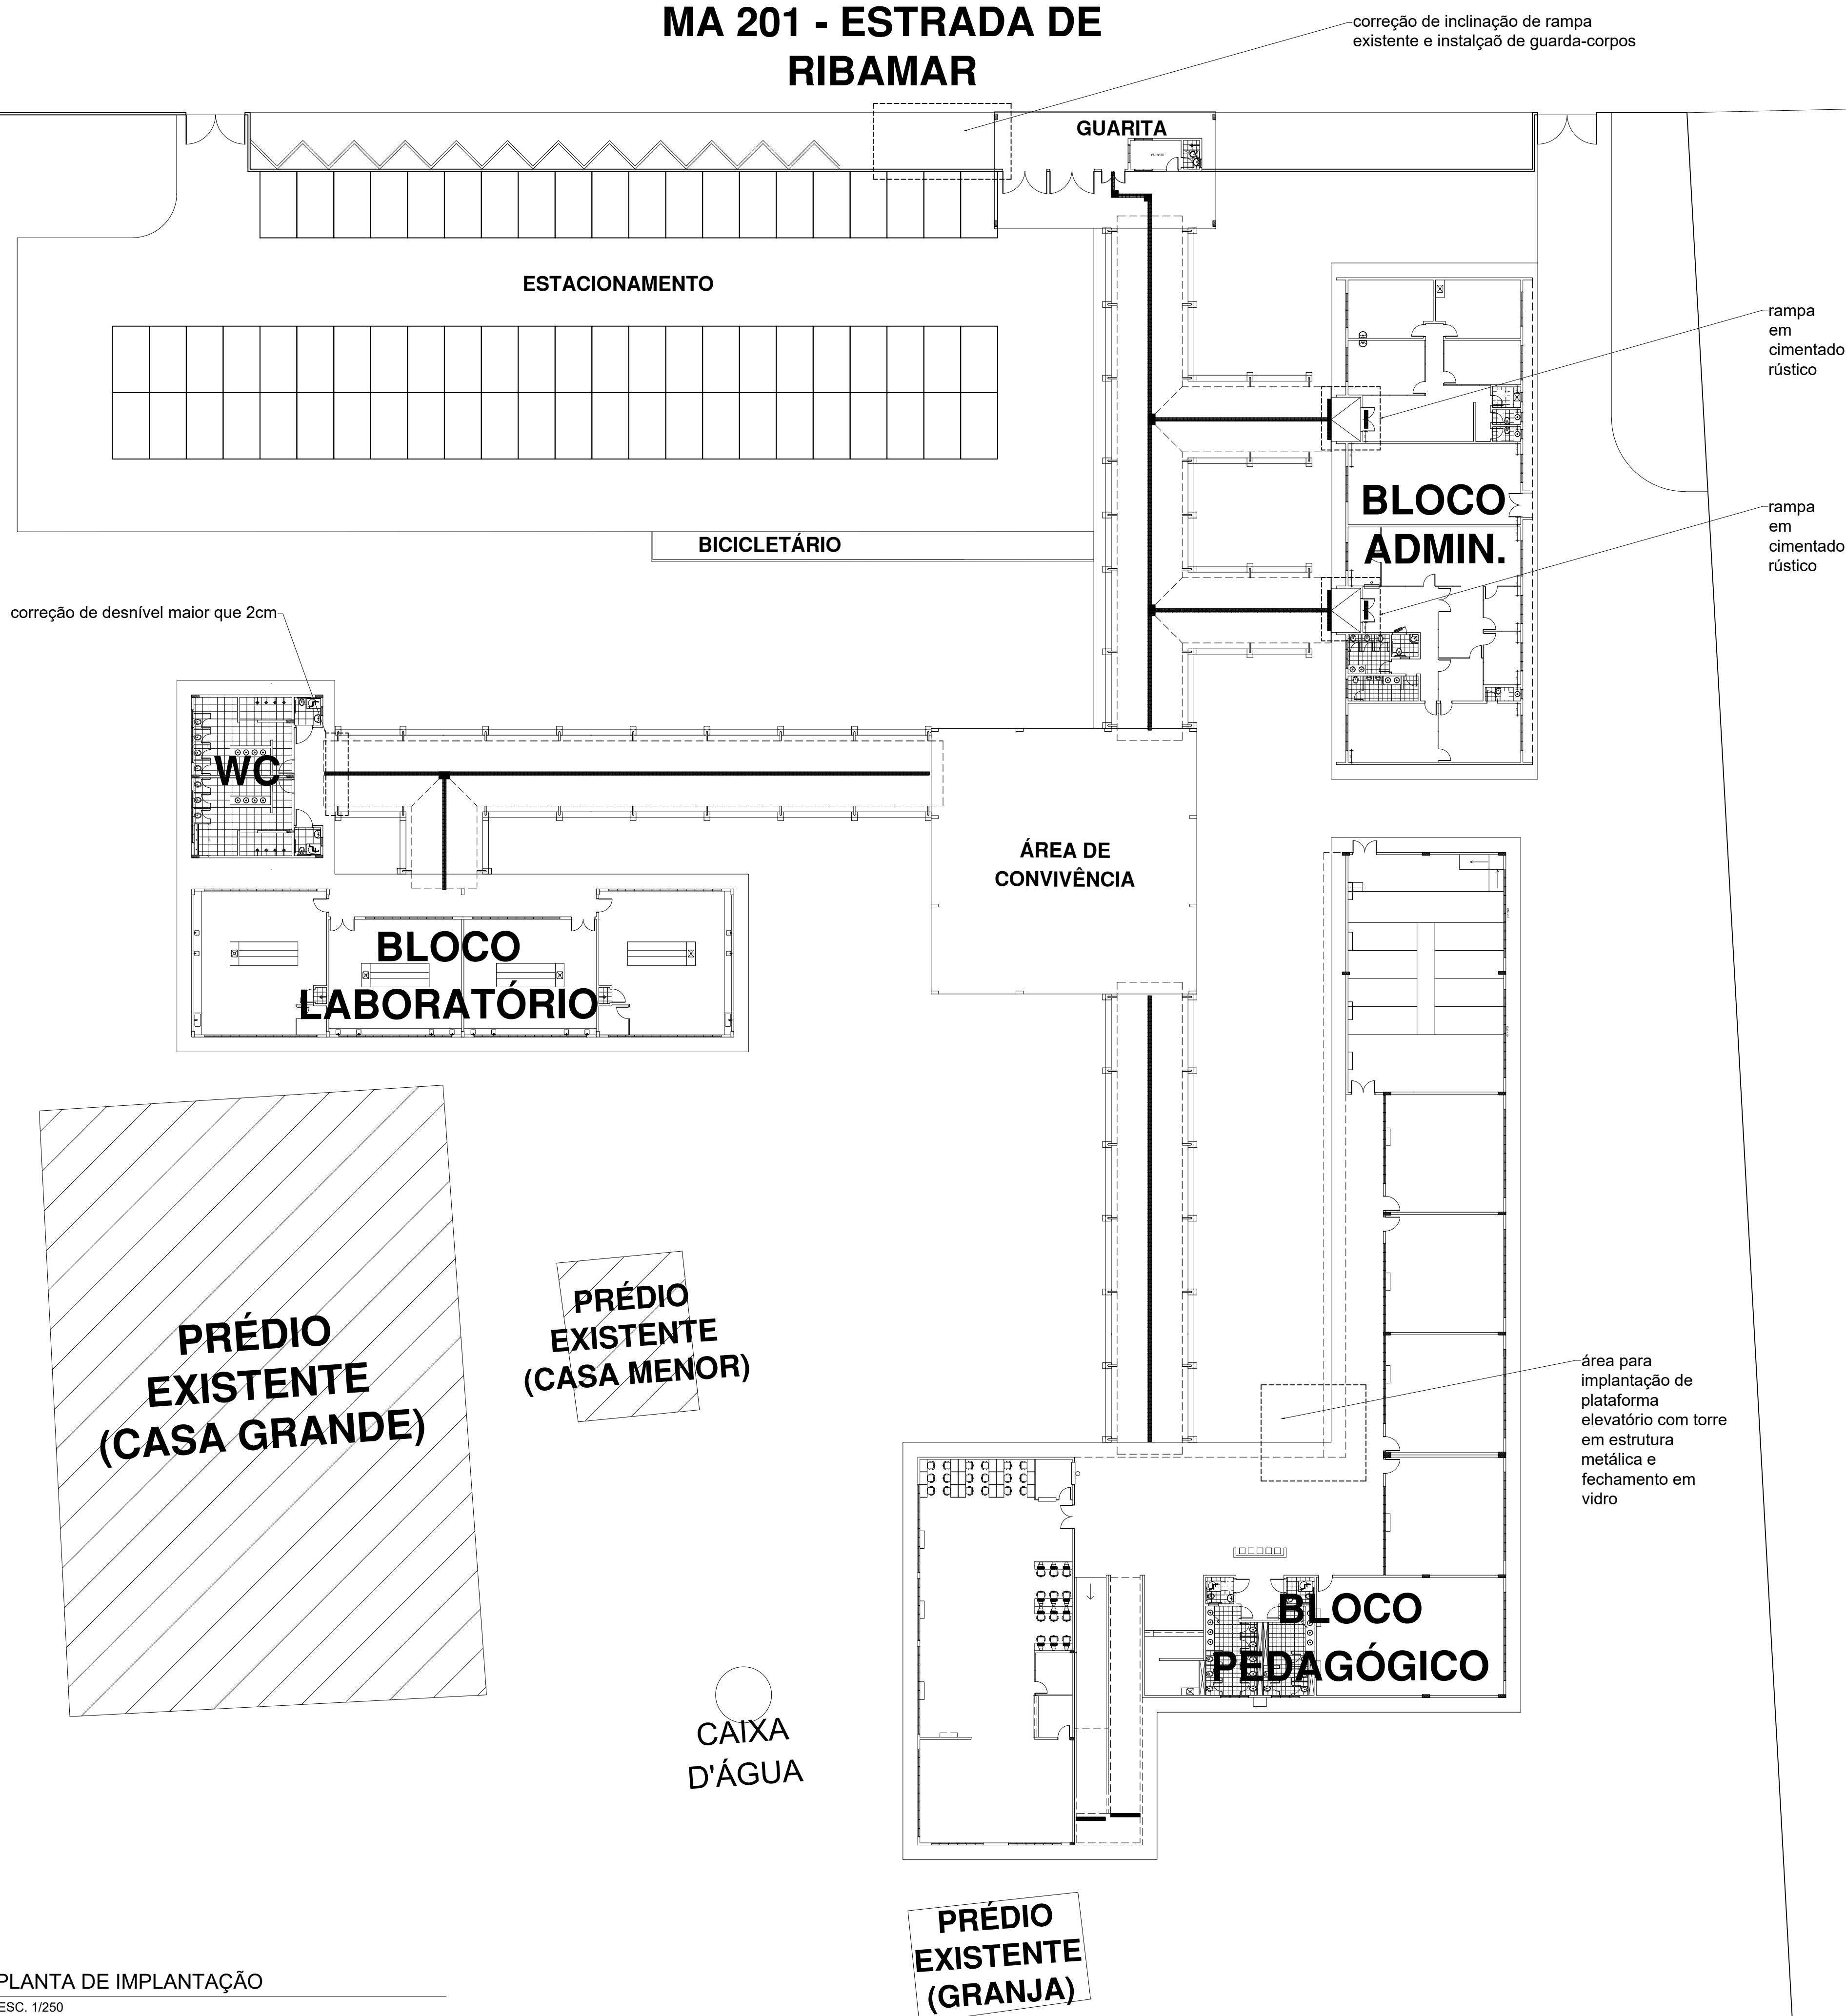 MA 201 - ESTRADA DE
RIBAMAR
correção de inclinação de rampa
existente e instalçaõ de guarda-corpos
GUARITA
ESTACIONAMENTO
rampa
em
cimentado
rústico
BLOCO
ADMIN.
rampa
em
cimentado
rústico
BICICLETÁRIO
correção de desnível maior que 2cm
WC
ÁREA DE
CONVIVÊNCIA
BLOCO
LABORATÓRIO
PRÉDIO
EXISTENTE
(CASA GRANDE)
PRÉDIO
EXISTENTE
(CASA MENOR)
área para
implantação de
plataforma
elevatório com torre
em estrutura
metálica e
fechamento em
vidro
BLOCO
PEDAGÓGICO
CAIXA
D'ÁGUA
PRÉDIO
EXISTENTE
(GRANJA)
PLANTA DE IMPLANTAÇÃO
ESC. 1/250